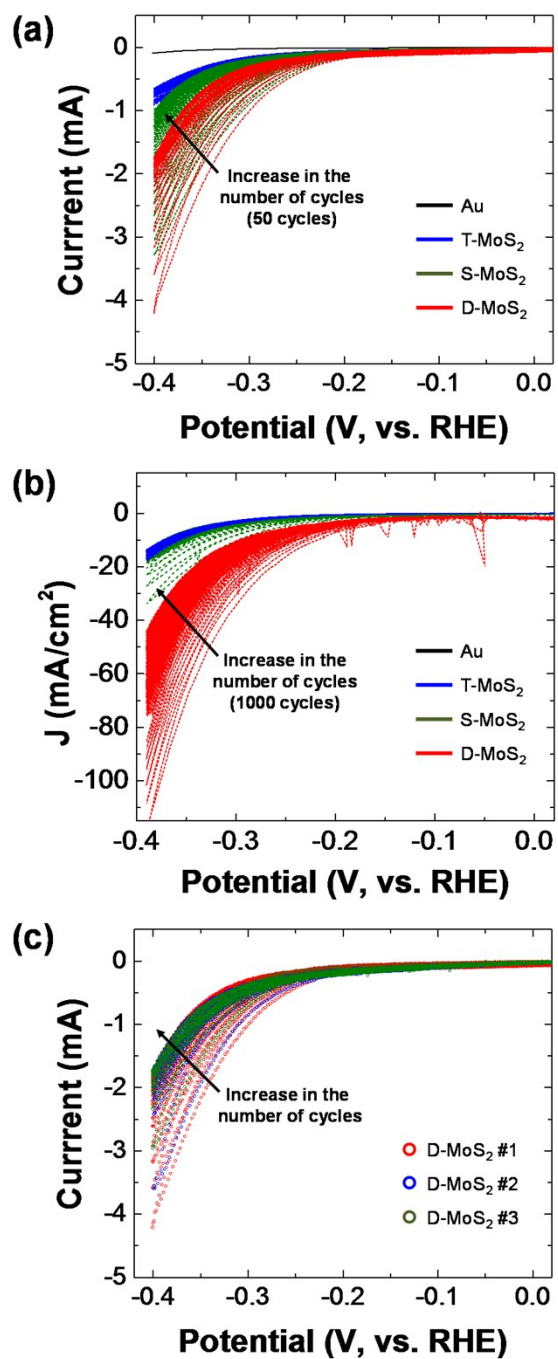 (a)
0
-1
-2
-3
-4
-5
Currrent (mA)
Increase in the
number of cycles
(50 cycles)
Au
T-MoS₂
S-MoS₂
D-MoS₂
-0.4 -0.3 -0.2 -0.1 0.0
Potential (V, vs. RHE)
(b)
0
-20
-40
-60
-80
-100
J (mA/cm²)
Increase in the
number of cycles
(1000 cycles)
Au
T-MoS₂
S-MoS₂
D-MoS₂
-0.4 -0.3 -0.2 -0.1 0.0
Potential (V, vs. RHE)
(c)
0
-1
-2
-3
-4
-5
Currrent (mA)
Increase in the
number of cycles
D-MoS₂ #1
D-MoS₂ #2
D-MoS₂ #3
-0.4 -0.3 -0.2 -0.1 0.0
Potential (V, vs. RHE)